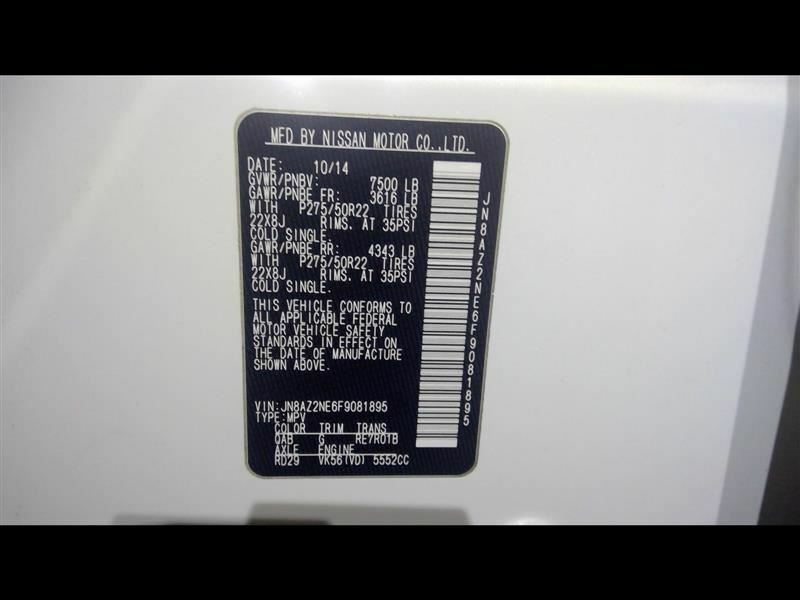 MFD BY NISSAN MOTOR CO.,LTD.
DATE: 10/14
GVWR/PNBV: 7500 LB
GAWR/PNBE FR: 3616 LB
WITH P275/50R22 TIRES
22X8J RIMS. AT 35PSI
COLD SINGLE.
GAWR/PNBE RR: 4343 LB
WITH P275/50R22 TIRES
22X8J RIMS. AT 35PSI
COLD SINGLE.
THIS VEHICLE CONFORMS TO
ALL APPLICABLE FEDERAL
MOTOR VEHICLE SAFETY
STANDARDS IN EFFECT ON
THE DATE OF MANUFACTURE
SHOWN ABOVE.
VIN: JN8AZ2NE6F9081895
TYPE: MPV
COLOR TRIM TRANS
QAB G RE7R01B
AXLE ENGINE
RD29 VK56(VD) 5552CC
JN8AZ2NE6F9081895